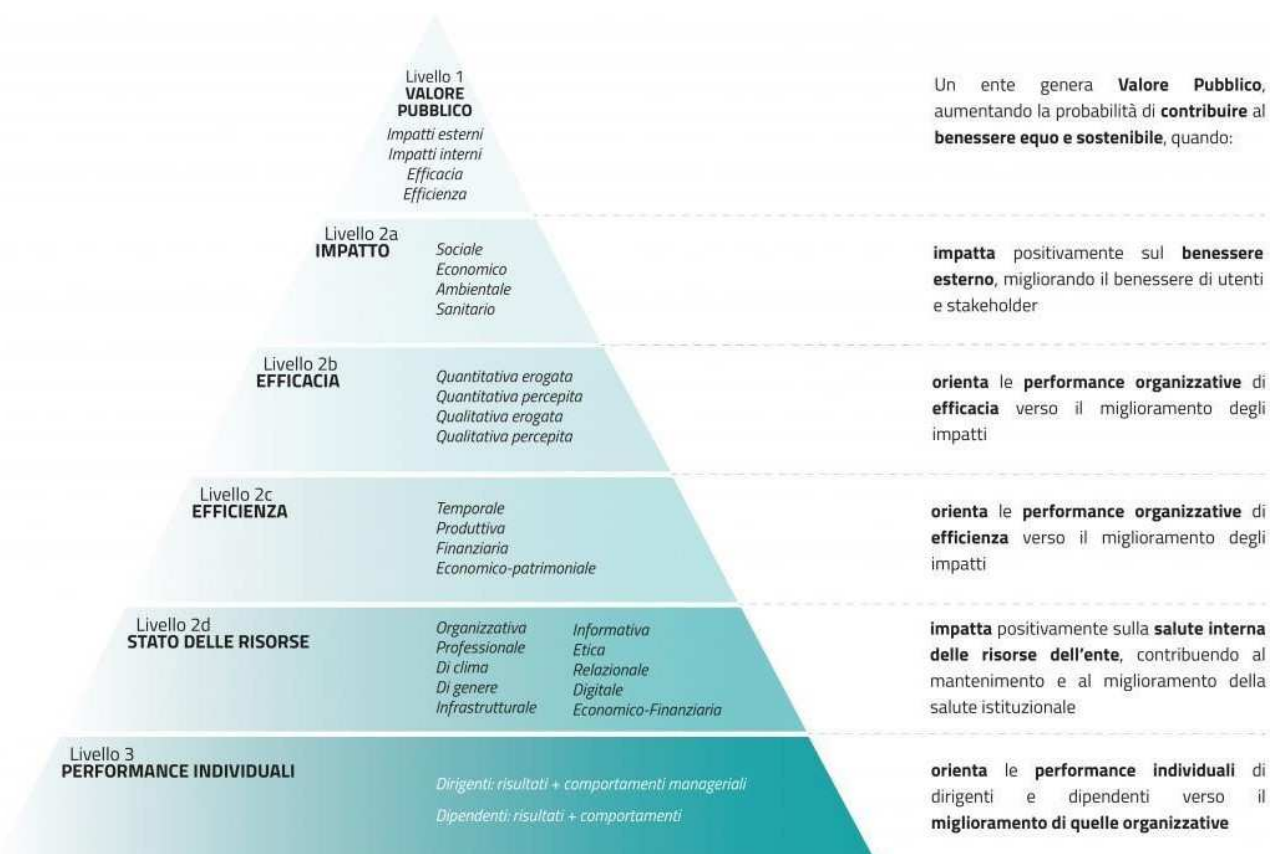 Livello 1
VALORE
PUBBLICO
Impatti esterni
Impatti interni
Efficacia
Efficienza
Un ente genera Valore Pubblico,
aumentando la probabilità di contribuire al
benessere equo e sostenibile, quando:
Livello 2a
IMPATTO
Sociale
Economico
Ambientale
Sanitario
impatta positivamente sul benessere
esterno, migliorando il benessere di utenti
e stakeholder
Livello 2b
EFFICACIA
Quantitativa erogata
Quantitativa percepita
Qualitativa erogata
Qualitativa percepita
orienta le performance organizzative di
efficacia verso il miglioramento degli
impatti
Livello 2c
EFFICIENZA
Temporale
Produttiva
Finanziaria
Economico-patrimoniale
orienta le performance organizzative di
efficienza verso il miglioramento degli
impatti
Livello 2d
STATO DELLE RISORSE
Organizzativa
Professionale
Di clima
Di genere
Infrastrutturale
Informativa
Etica
Relazionale
Digitale
Economico-Finanziaria
impatta positivamente sulla salute interna
delle risorse dell'ente, contribuendo al
mantenimento e al miglioramento della
salute istituzionale
Livello 3
PERFORMANCE INDIVIDUALI
Dirigenti: risultati + comportamenti manageriali
Dipendenti: risultati + comportamenti
orienta le performance individuali di
dirigenti e dipendenti verso il
miglioramento di quelle organizzative